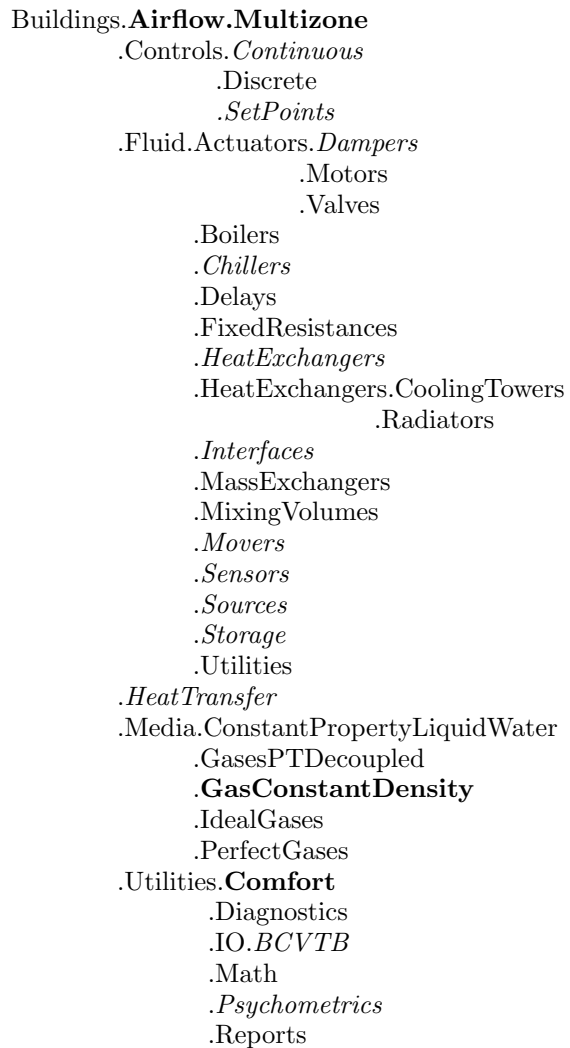 Buildings.Airflow.Multizone
.Controls.Continuous
.Discrete
.SetPoints
.Fluid.Actuators.Dampers
.Motors
.Valves
.Boilers
.Chillers
.Delays
.FixedResistances
.HeatExchangers
.HeatExchangers.CoolingTowers
.Radiators
.Interfaces
.MassExchangers
.MixingVolumes
.Movers
.Sensors
.Sources
.Storage
.Utilities
.HeatTransfer
.Media.ConstantPropertyLiquidWater
.GasesPTDecoupled
.GasConstantDensity
.IdealGases
.PerfectGases
.Utilities.Comfort
.Diagnostics
.IO.BCVTB
.Math
.Psychometrics
.Reports